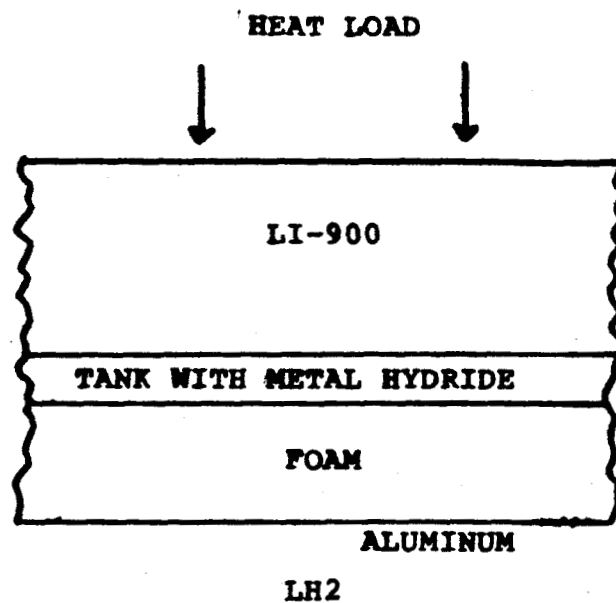 HEAT LOAD
LI-900
TANK WITH METAL HYDRIDE
FOAM
ALUMINUM
LH2